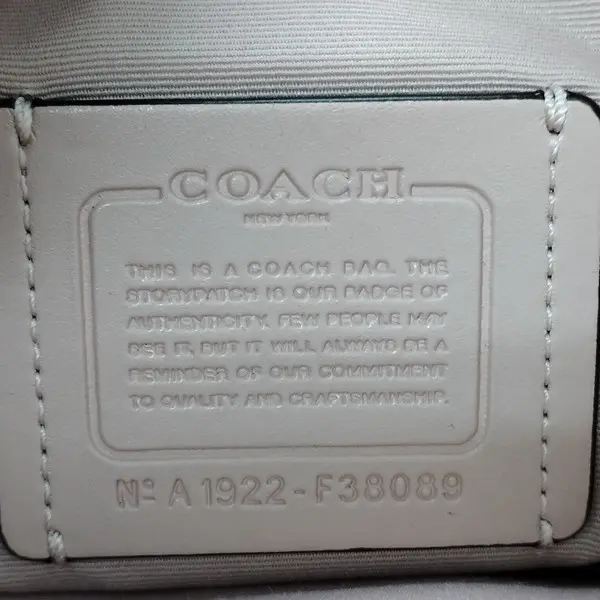 COACH
NEW YORK
THIS IS A COACH BAG. THE
STORYPATCH IS OUR BADGE OF
AUTHENTICITY. FEW PEOPLE MAY
SEE IT, BUT IT WILL ALWAYS BE A
REMINDER OF OUR COMMITMENT
TO QUALITY AND CRAFTSMANSHIP.
Nº A1922-F38089